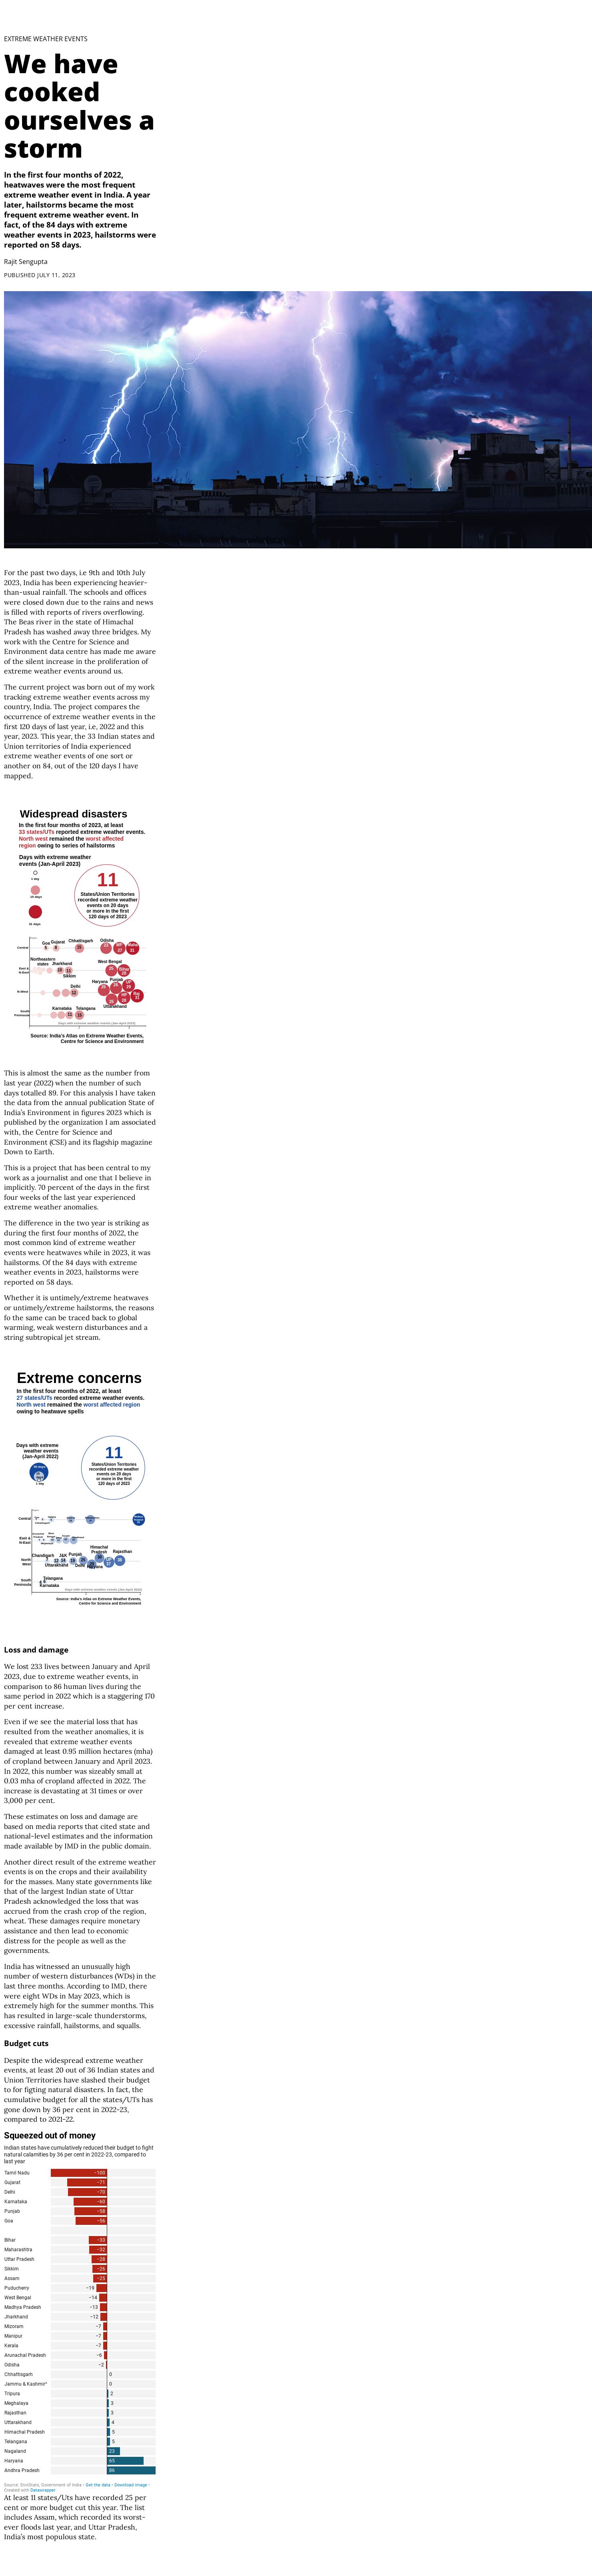 EXTREME WEATHER EVENTS
We have
cooked
ourselves a
storm
In the first four months of 2022,
heatwaves were the most frequent
extreme weather event in India. A year
later, hailstorms became the most
frequent extreme weather event. In
fact, of the 84 days with extreme
weather events in 2023, hailstorms were
reported on 58 days.
Rajit Sengupta
PUBLISHED JULY 11, 2023
For the past two days, i.e 9th and 10th July
2023, India has been experiencing heavier-
than-usual rainfall. The schools and offices
were closed down due to the rains and news
is filled with reports of rivers overflowing.
The Beas river in the state of Himachal
Pradesh has washed away three bridges. My
work with the Centre for Science and
Environment data centre has made me aware
of the silent increase in the proliferation of
extreme weather events around us.
The current project was born out of my work
tracking extreme weather events across my
country, India. The project compares the
occurrence of extreme weather events in the
first 120 days of last year, i.e, 2022 and this
year, 2023. This year, the 33 Indian states and
Union territories of India experienced
extreme weather events of one sort or
another on 84, out of the 120 days I have
mapped.
Widespread disasters
In the first four months of 2023, at least
33 states/UTs reported extreme weather events.
North west remained the worst affected
region owing to series of hailstorms
Days with extreme weather
events (Jan-April 2023)
1 day
11
States/Union Territories
recorded extreme weather
events on 20 days
or more in the first
120 days of 2023
Central
Goa
Gujarat
Chhattisgarh
Odisha
East &
N-East
Northeastern
states
Jharkhand
Sikkim
West Bengal
Bihar
N-West
Delhi
Haryana
Punjab
Uttarakhand
South
Peninsula
Karnataka
Telangana
Days with extreme weather events (Jan-April 2023)
Source: India's Atlas on Extreme Weather Events,
Centre for Science and Environment
This is almost the same as the number from
last year (2022) when the number of such
days totalled 89. For this analysis I have taken
the data from the annual publication State of
India's Environment in figures 2023 which is
published by the organization I am associated
with, the Centre for Science and
Environment (CSE) and its flagship magazine
Down to Earth.
This is a project that has been central to my
work as a journalist and one that I believe in
implicitly. 70 percent of the days in the first
four weeks of the last year experienced
extreme weather anomalies.
The difference in the two year is striking as
during the first four months of 2022, the
most common kind of extreme weather
events were heatwaves while in 2023, it was
hailstorms. Of the 84 days with extreme
weather events in 2023, hailstorms were
reported on 58 days.
Whether it is untimely/extreme heatwaves
or untimely/extreme hailstorms, the reasons
fo the same can be traced back to global
warming, weak western disturbances and a
string subtropical jet stream.
Extreme concerns
In the first four months of 2022, at least
27 states/UTs recorded extreme weather events.
North west remained the worst affected region
owing to heatwave spells
Days with extreme
weather events
(Jan-April 2022)
1 day
11
States/Union Territories
recorded extreme weather
events on 20 days
or more in the first
120 days of 2023
Central
East &
N-East
North
West
Chandigarh
J&K
Punjab
Himachal
Pradesh
Rajasthan
Uttarakhand
Delhi
Haryana
South
Peninsula
Telangana
Karnataka
Days with extreme weather events (Jan-April 2022)
Source: India's Atlas on Extreme Weather Events,
Centre for Science and Environment
Loss and damage
We lost 233 lives between January and April
2023, due to extreme weather events, in
comparison to 86 human lives during the
same period in 2022 which is a staggering 170
per cent increase.
Even if we see the material loss that has
resulted from the weather anomalies, it is
revealed that extreme weather events
damaged at least 0.95 million hectares (mha)
of cropland between January and April 2023.
In 2022, this number was sizeably small at
0.03 mha of cropland affected in 2022. The
increase is devastating at 31 times or over
3,000 per cent.
These estimates on loss and damage are
based on media reports that cited state and
national-level estimates and the information
made available by IMD in the public domain.
Another direct result of the extreme weather
events is on the crops and their availability
for the masses. Many state governments like
that of the largest Indian state of Uttar
Pradesh acknowledged the loss that was
accrued from the crash crop of the region,
wheat. These damages require monetary
assistance and then lead to economic
distress for the people as well as the
governments.
India has witnessed an unusually high
number of western disturbances (WDs) in the
last three months. According to IMD, there
were eight WDs in May 2023, which is
extremely high for the summer months. This
has resulted in large-scale thunderstorms,
excessive rainfall, hailstorms, and squalls.
Budget cuts
Despite the widespread extreme weather
events, at least 20 out of 36 Indian states and
Union Territories have slashed their budget
to for figting natural disasters. In fact, the
cumulative budget for all the states/UTs has
gone down by 36 per cent in 2022-23,
compared to 2021-22.
Squeezed out of money
Indian states have cumulatively reduced their budget to fight
natural calamities by 36 per cent in 2022-23, compared to
last year
Tamil Nadu −100
Gujarat −71
Delhi −70
Karnataka −60
Punjab −58
Goa −56
Bihar −33
Maharashtra −32
Uttar Pradesh −28
Sikkim −26
Assam −25
Puducherry −19
West Bengal −14
Madhya Pradesh −13
Jharkhand −12
Mizoram −7
Manipur −7
Kerala −7
Arunachal Pradesh −6
Odisha −2
Chhattisgarh 0
Jammu & Kashmir* 0
Tripura 2
Meghalaya 3
Rajasthan 3
Uttarakhand 4
Himachal Pradesh 5
Telangana 5
Nagaland 23
Haryana 65
Andhra Pradesh 86
Source: EnviStats, Government of India • Get the data • Download image •
Created with Datawrapper
At least 11 states/Uts have recorded 25 per
cent or more budget cut this year. The list
includes Assam, which recorded its worst-
ever floods last year, and Uttar Pradesh,
India's most populous state.